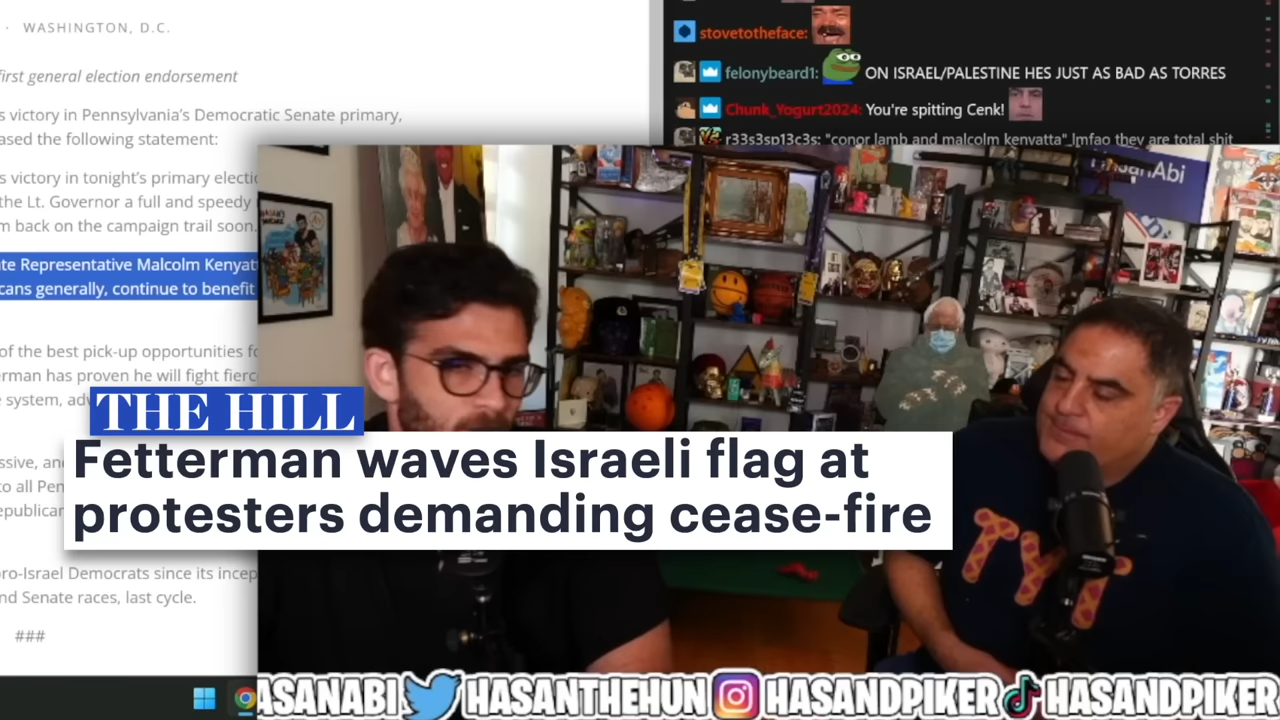 · WASHINGTON, D.C.
first general election endorsement
s victory in Pennsylvania's Democratic Senate primary,
ased the following statement:
s victory in tonight's primary electi
the Lt. Governor a full and speedy
m back on the campaign trail soon.
te Representative Malcolm Kenyat
cans generally, continue to benefit
of the best pick-up opportunities fo
erman has proven he will fight fierc
e system, adv
ssive, and
to all Pen
epublican
pro-Israel Democrats since its incep
nd Senate races, last cycle.
###
stovetotheface:
felonybeard1: ON ISRAEL/PALESTINE HES JUST AS BAD AS TORRES
Chunk_Yogurt2024: You're spitting Cenk!
r33s3sp13c3s: "conor lamb and malcolm kenyatta" lmfao they are total shit
HasanAbi
THE HILL
Fetterman waves Israeli flag at
protesters demanding cease-fire
TYT
ASANABI HASANTHEHUN HASANDPIKER HASANDPIKER